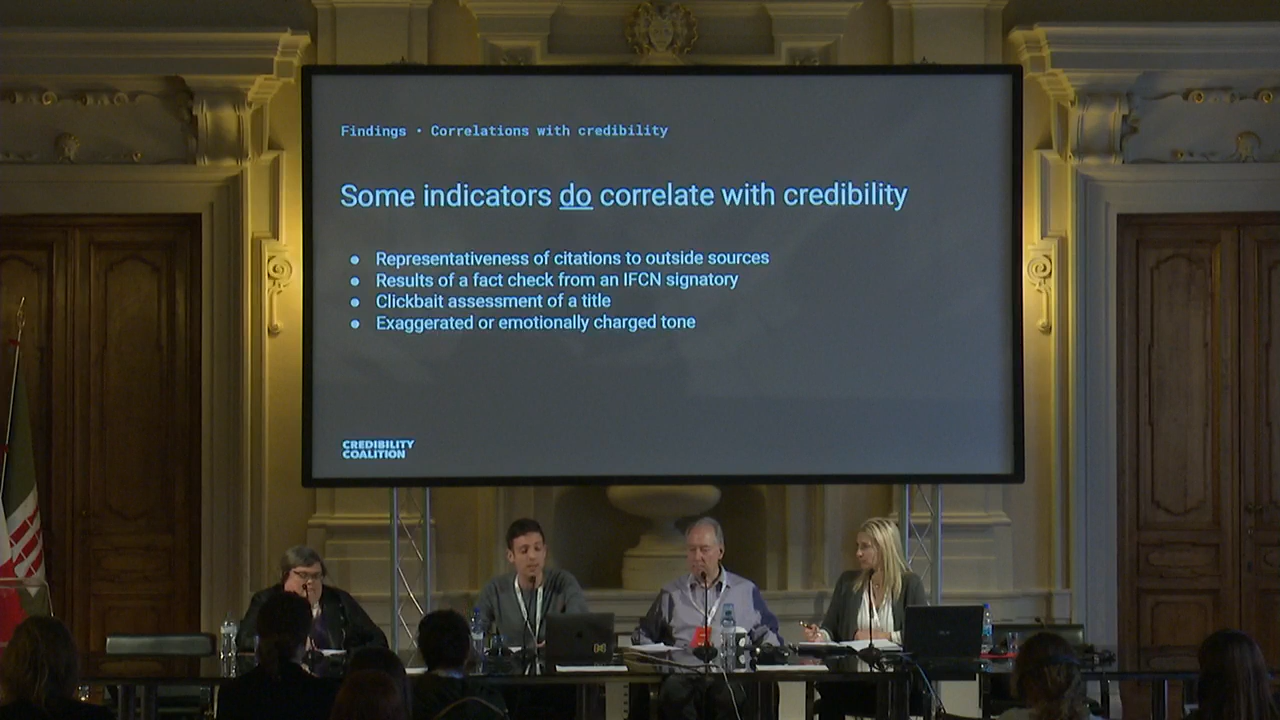 Findings • Correlations with credibility
Some indicators do correlate with credibility
● Representativeness of citations to outside sources
● Results of a fact check from an IFCN signatory
● Clickbait assessment of a title
● Exaggerated or emotionally charged tone
CREDIBILITY
COALITION